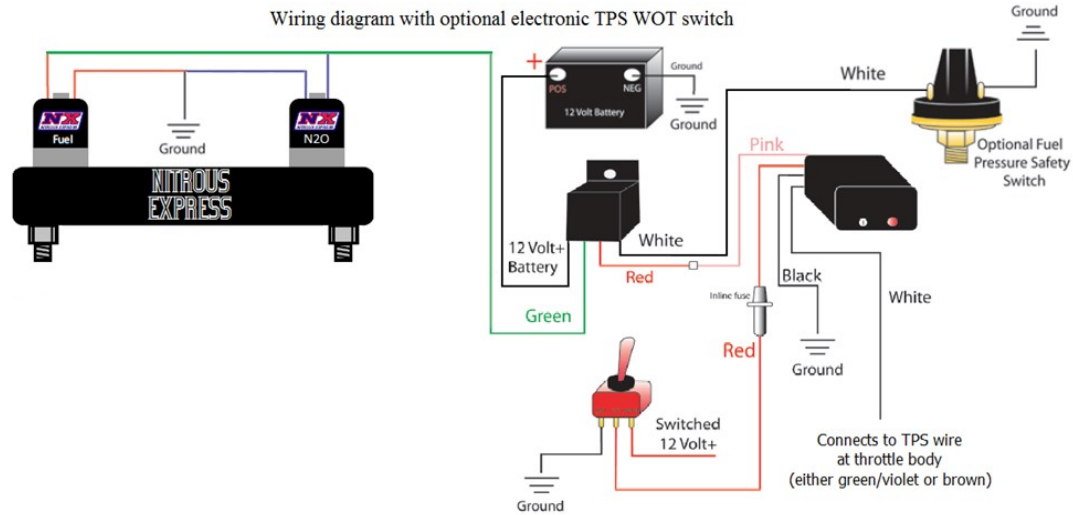 Wiring diagram with optional electronic TPS WOT switch
Ground
NX
Fuel
NX
N2O
Ground
NITROUS
EXPRESS
+
POS
NEG
12 Volt Battery
Ground
Ground
White
Optional Fuel
Pressure Safety
Switch
Pink
12 Volt+
Battery
White
Red
Green
Black
White
Inline fuse
Red
Ground
Switched
12 Volt+
Ground
Connects to TPS wire
at throttle body
(either green/violet or brown)